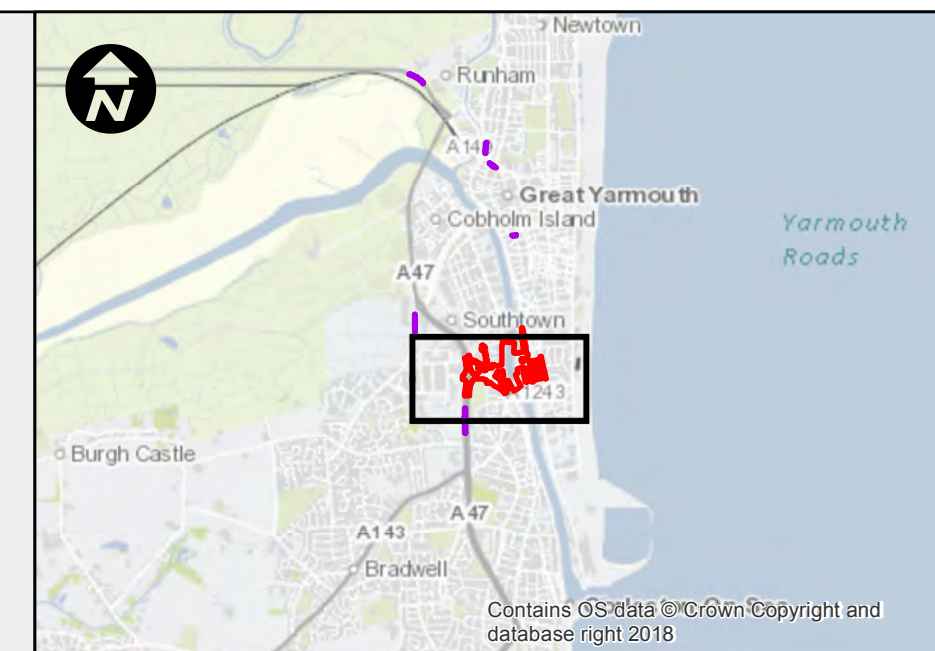 Newtown
N
Runham
A149
Great Yarmouth
Cobholm Island
Yarmouth
Roads
A47
Southtown
A1243
Burgh Castle
A47
A143
Bradwell
Contains OS data © Crown Copyright and
database right 2018